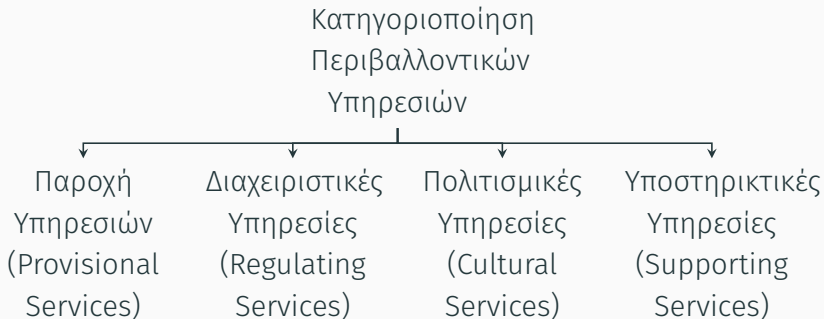 Κατηγοριοποίηση
Περιβαλλοντικών
Υπηρεσιών
Παροχή
Υπηρεσιών
(Provisional
Services)
Διαχειριστικές
Υπηρεσίες
(Regulating
Services)
Πολιτισμικές
Υπηρεσίες
(Cultural
Services)
Υποστηρικτικές
Υπηρεσίες
(Supporting
Services)